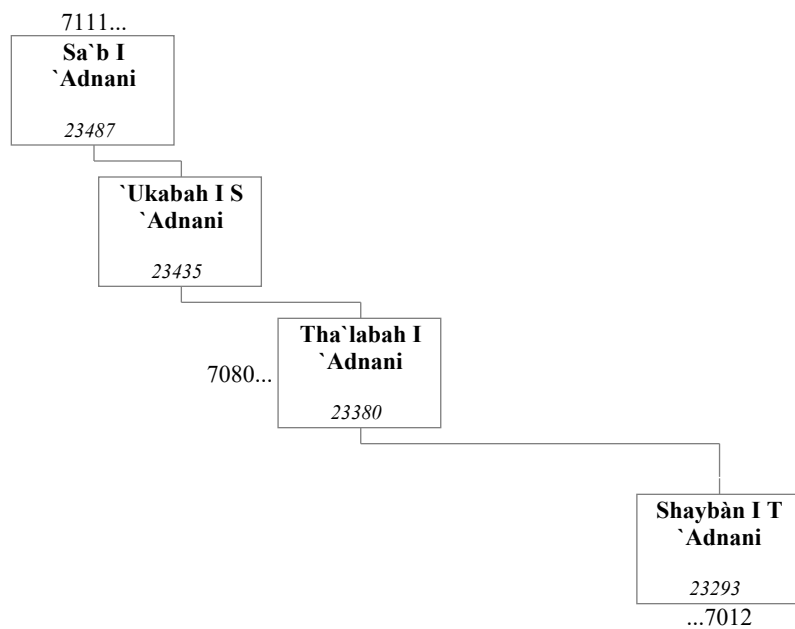 7111...
Sa`b I
`Adnani
23487
`Ukabah I S
`Adnani
23435
Tha`labah I
`Adnani
7080...
23380
Shaybàn I T
`Adnani
23293
...7012